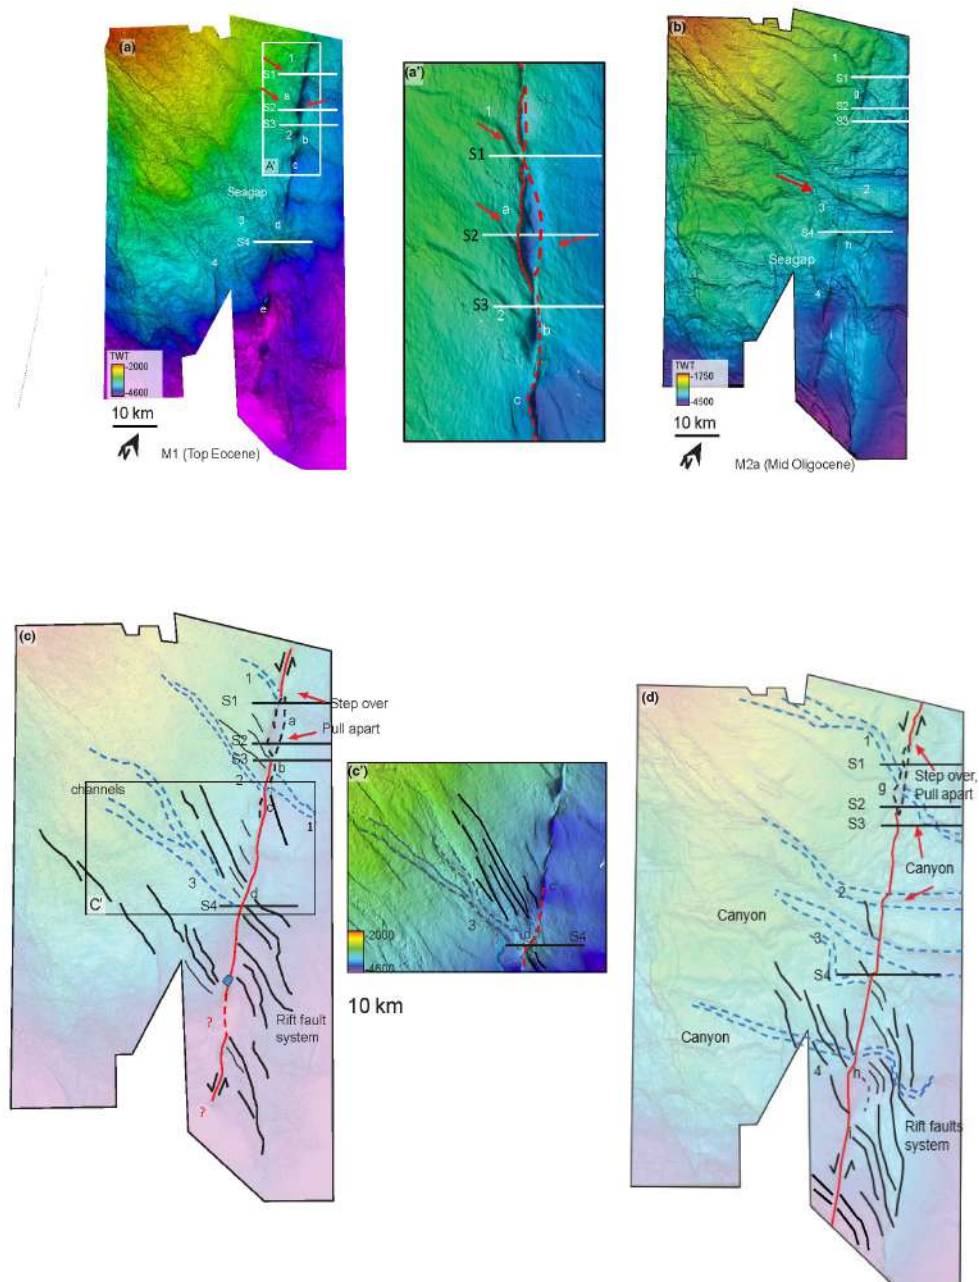 (a)
1
S1
a
S2
S3
2
b
A'
c
Seagap
3
d
S4
4
e
TWT
-2000
-4600
10 km
N
M1 (Top Eocene)
(a')
1
S1
a
S2
S3
2
b
c
(b)
1
S1
g
S2
S3
2
3
S4
h
Seagap
4
TWT
-1750
-4500
10 km
N
M2a (Mid Oligocene)
(c)
1
S1
Step over
a
Pull apart
S2
S3
b
2
channels
c
1
3
d
C'
S4
?
Rift fault
system
?
(c')
c
3
d
S4
-2000
-4600
10 km
(d)
1
S1
Step over,
Pull apart
g
S2
S3
Canyon
2
Canyon
3
S4
Canyon
4
h
Rift faults
system
i